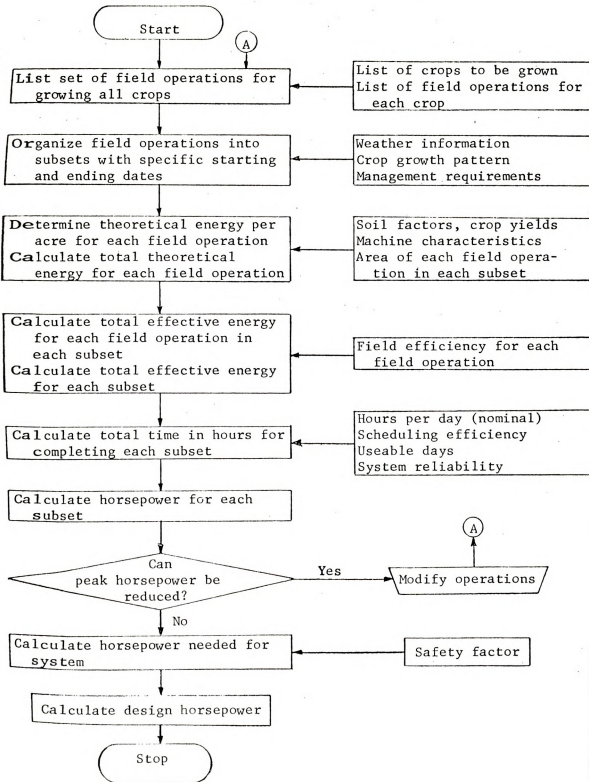 Start
A
List set of field operations for
growing all crops
List of crops to be grown
List of field operations for
each crop
Organize field operations into
subsets with specific starting
and ending dates
Weather information
Crop growth pattern
Management requirements
Determine theoretical energy per
acre for each field operation
Calculate total theoretical
energy for each field operation
Soil factors, crop yields
Machine characteristics
Area of each field opera-
tion in each subset
Calculate total effective energy
for each field operation in
each subset
Calculate total effective energy
for each subset
Field efficiency for each
field operation
Calculate total time in hours for
completing each subset
Hours per day (nominal)
Scheduling efficiency
Useable days
System reliability
Calculate horsepower for each
subset
Can
peak horsepower be
reduced?
Yes
A
Modify operations
No
Calculate horsepower needed for
system
Safety factor
Calculate design horsepower
Stop